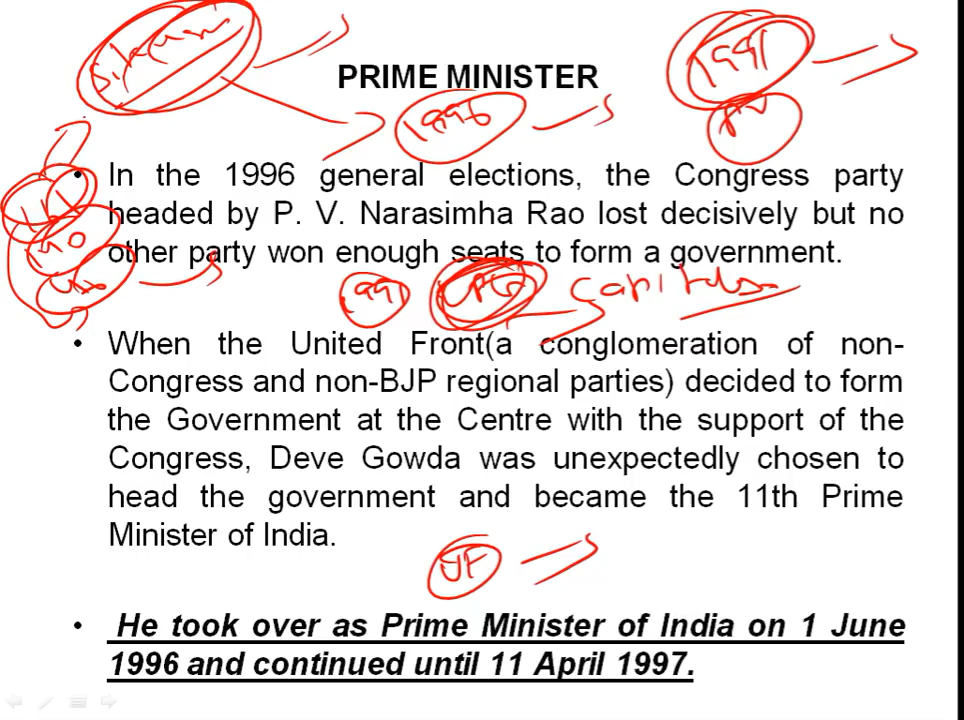 1991
PRIME MINISTER
1996
• In the 1996 general elections, the Congress party
headed by P. V. Narasimha Rao lost decisively but no
other party won enough seats to form a government.
1991
• When the United Front(a conglomeration of non-
Congress and non-BJP regional parties) decided to form
the Government at the Centre with the support of the
Congress, Deve Gowda was unexpectedly chosen to
head the government and became the 11th Prime
Minister of India.
UF
• He took over as Prime Minister of India on 1 June
1996 and continued until 11 April 1997.